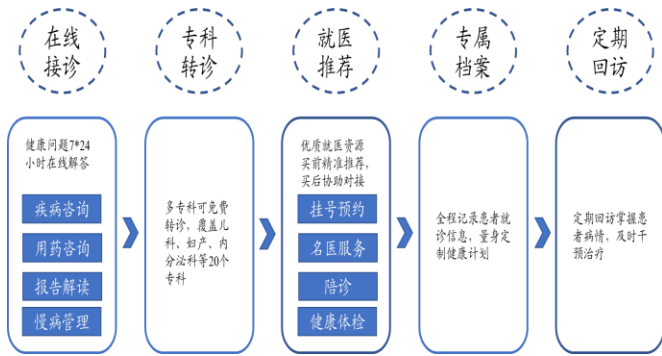 在线
接诊
专科
转诊
就医
推荐
专属
档案
定期
回访
健康问题7*24
小时在线解答
疾病咨询
用药咨询
报告解读
慢病管理
多专科可免费
转诊，覆盖儿
科、妇产、内
分泌科等20个
专科
优质就医资源
买前精准推荐，
买后协助对接
挂号预约
名医服务
陪诊
健康体检
全程记录患者就
诊信息，量身定
制健康计划
定期回访掌握患
者病情，及时干
预治疗